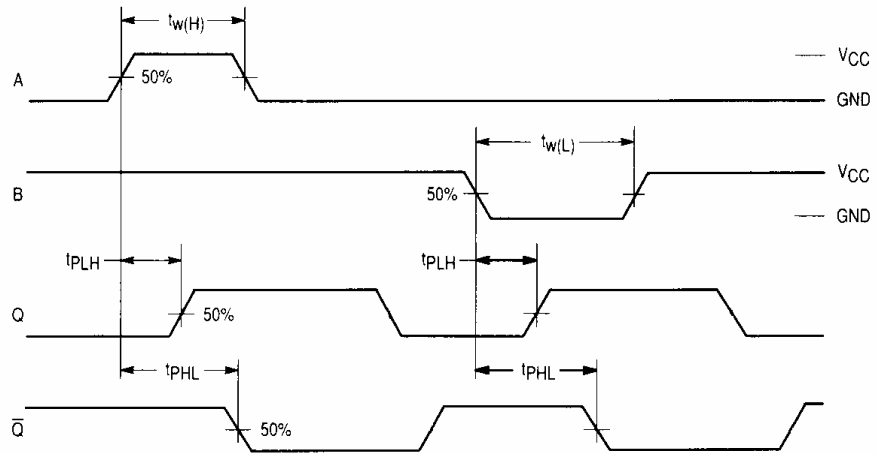 tw(H)
A
50%
VCC
GND
tw(L)
B
50%
VCC
GND
tPLH
tPLH
Q
50%
tPHL
tPHL
Q̅
50%